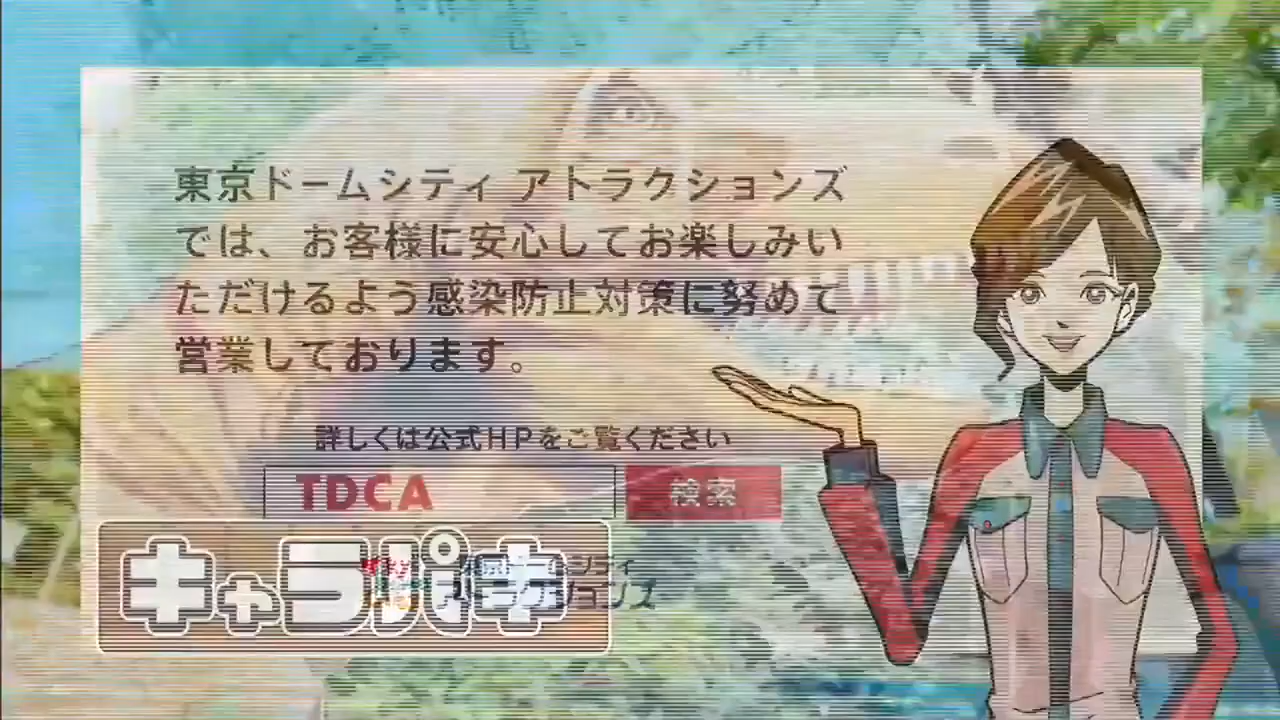 東京ドームシティ アトラクションズ
では、お客様に安心してお楽しみい
ただけるよう感染防止対策に努めて
営業しております。
詳しくは公式HPをご覧ください
TDCA 検索
キャラパキ